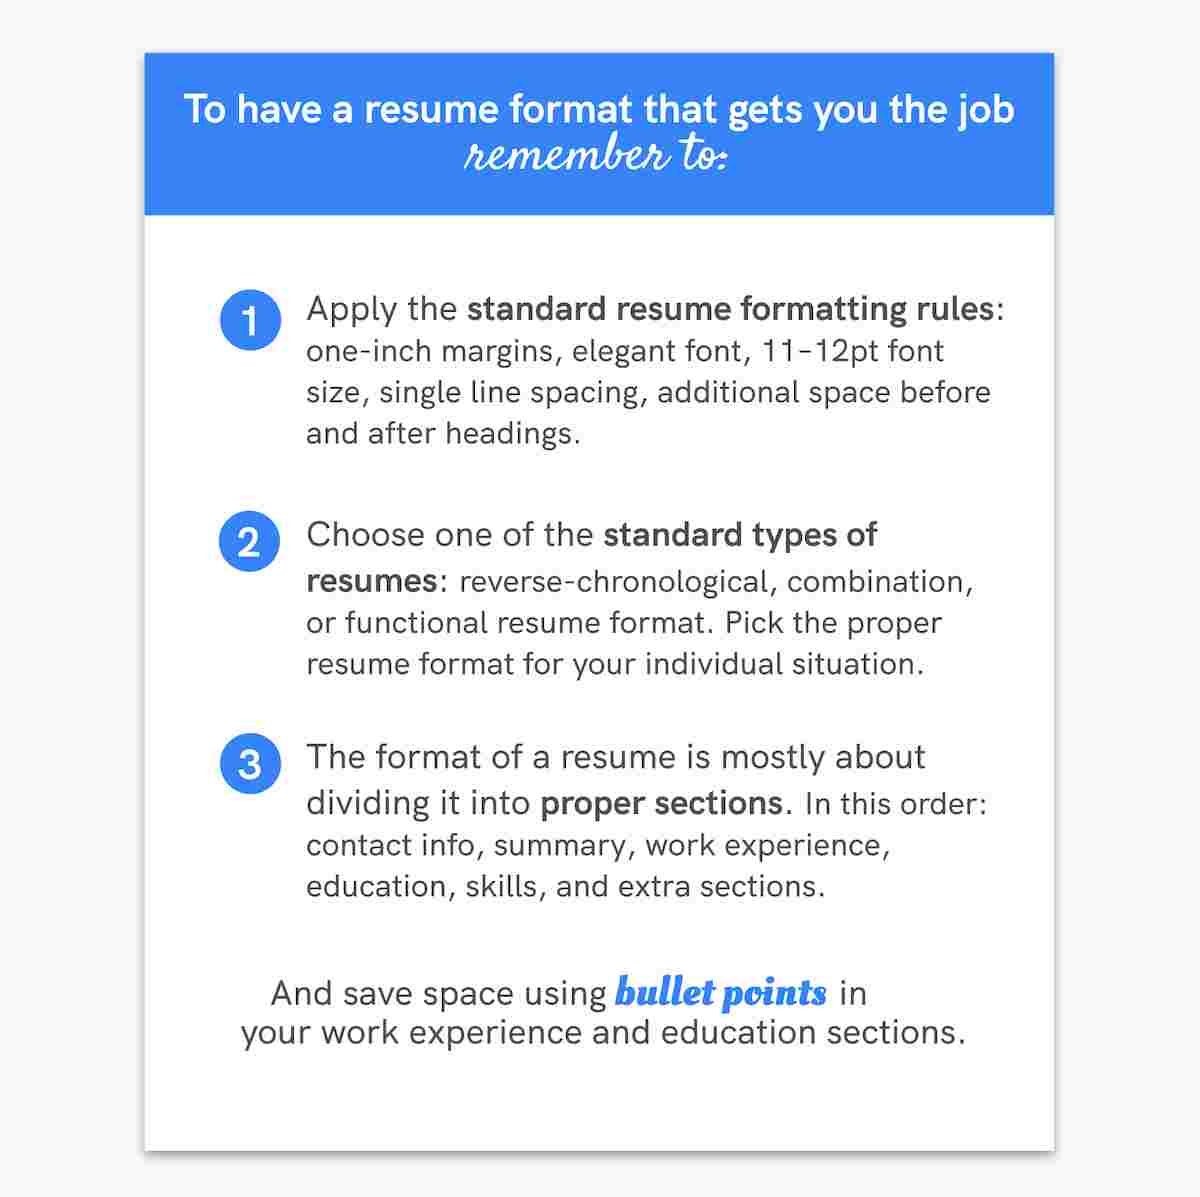 To have a resume format that gets you the job
remember to:
1
Apply the standard resume formatting rules:
one-inch margins, elegant font, 11–12pt font
size, single line spacing, additional space before
and after headings.
2
Choose one of the standard types of
resumes: reverse-chronological, combination,
or functional resume format. Pick the proper
resume format for your individual situation.
3
The format of a resume is mostly about
dividing it into proper sections. In this order:
contact info, summary, work experience,
education, skills, and extra sections.
And save space using bullet points in
your work experience and education sections.